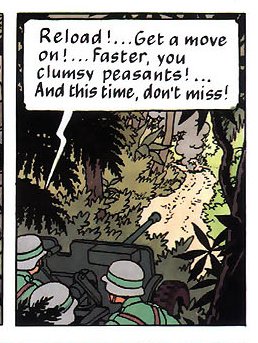 Reload!...Get a move
on!...Faster, you
clumsy peasants!...
And this time, don't miss!